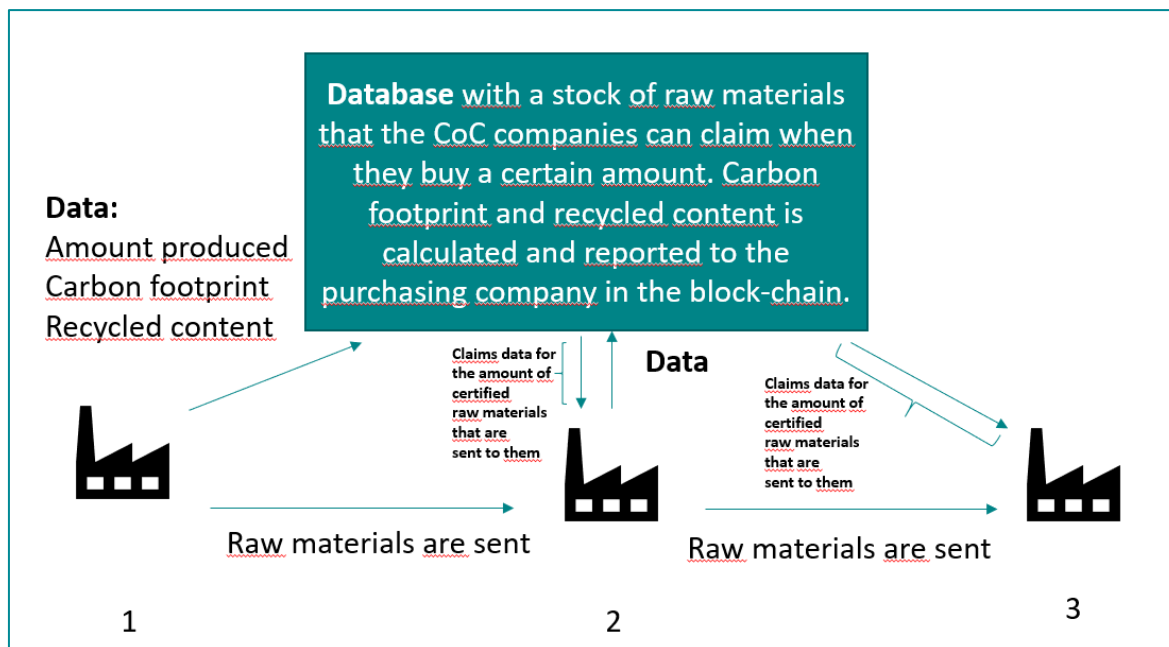 Database with a stock of raw materials
that the CoC companies can claim when
they buy a certain amount. Carbon
footprint and recycled content is
calculated and reported to the
purchasing company in the block-chain.
Data:
Amount produced
Carbon footprint
Recycled content
Claims data for
the amount of
certified
raw materials
that are
sent to them
Data
Claims data for
the amount of
certified
raw materials
that are
sent to them
Raw materials are sent
Raw materials are sent
1
2
3